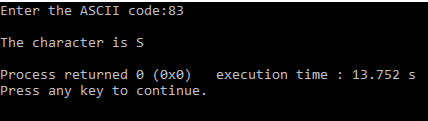 Enter the ASCII code:83
The character is S
Process returned 0 (0x0)   execution time : 13.752 s
Press any key to continue.